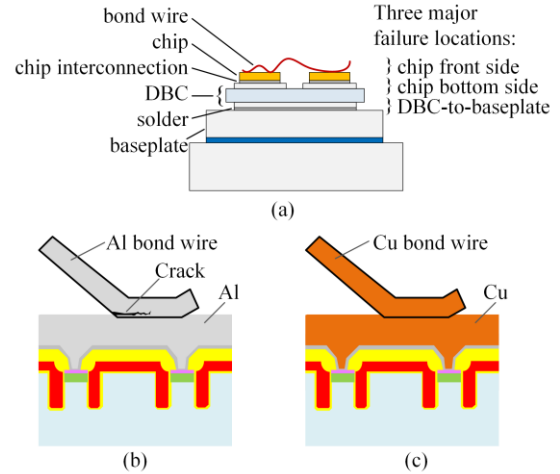 bond wire
chip
chip interconnection
DBC
solder
baseplate
Three major
failure locations:
} chip front side
} chip bottom side
} DBC-to-baseplate
(a)
Al bond wire
Crack
Al
(b)
Cu bond wire
Cu
(c)